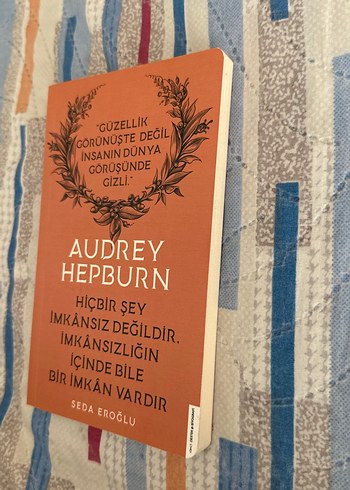 "GÜZELLİK
GÖRÜNÜŞTE DEĞİL,
İNSANIN DÜNYA
GÖRÜŞÜNDE
GİZLİ."
AUDREY
HEPBURN
HİÇBİR ŞEY
İMKÂNSIZ DEĞİLDİR.
İMKÂNSIZLIĞIN
İÇİNDE BİLE
BİR İMKÂN VARDIR
SEDA EROĞLU